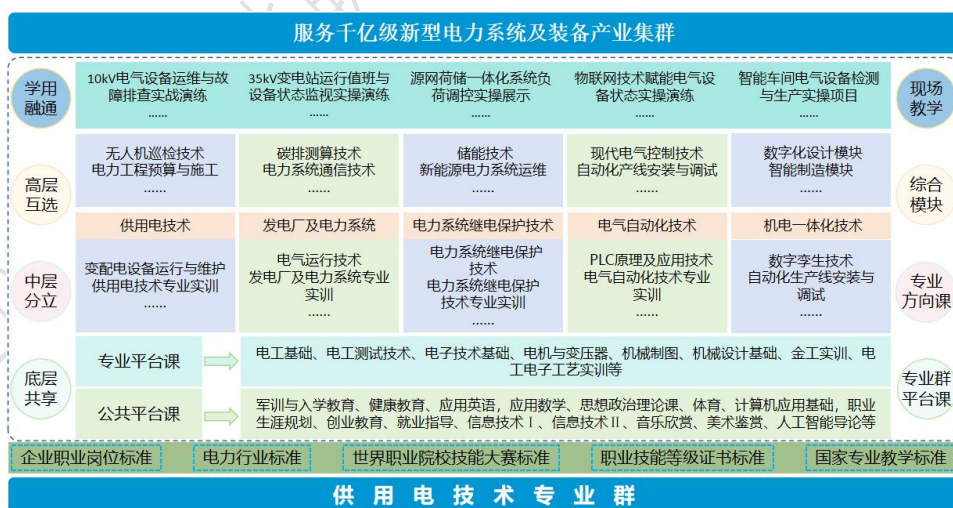 服务千亿级新型电力系统及装备产业集群
学用
融通
10kV电气设备运维与故
障排查实战演练
……
35kV变电站运行值班与
设备状态监视实操演练
……
源网荷储一体化系统负
荷调控实操展示
……
物联网技术赋能电气设
备状态实操演练
……
智能车间电气设备检测
与生产实操项目
……
现场
教学
高层
互选
无人机巡检技术
电力工程预算与施工
……
碳排测算技术
电力系统通信技术
……
储能技术
新能源电力系统运维
……
现代电气控制技术
自动化产线安装与调试
……
数字化设计模块
智能制造模块
……
综合
模块
供用电技术
发电厂及电力系统
电力系统继电保护技术
电气自动化技术
机电一体化技术
中层
分立
变配电设备运行与维护
供用电技术专业实训
……
电气运行技术
发电厂及电力系统专业
实训
……
电力系统继电保护
技术
电力系统继电保护
技术专业实训
……
PLC原理及应用技术
电气自动化技术专业
实训
……
数字孪生技术
自动化生产线安装与
调试
……
专业
方向课
底层
共享
专业平台课
电工基础、电工测试技术、电子技术基础、电机与变压器、机械制图、机械设计基础、金工实训、电
工电子工艺实训等
公共平台课
军训与入学教育、健康教育、应用英语，应用数学、思想政治理论课、体育、计算机应用基础，职业
生涯规划、创业教育、就业指导、信息技术Ⅰ、信息技术Ⅱ、音乐欣赏、美术鉴赏、人工智能导论等
专业群
平台课
企业职业岗位标准
电力行业标准
世界职业院校技能大赛标准
职业技能等级证书标准
国家专业教学标准
供用电技术专业群